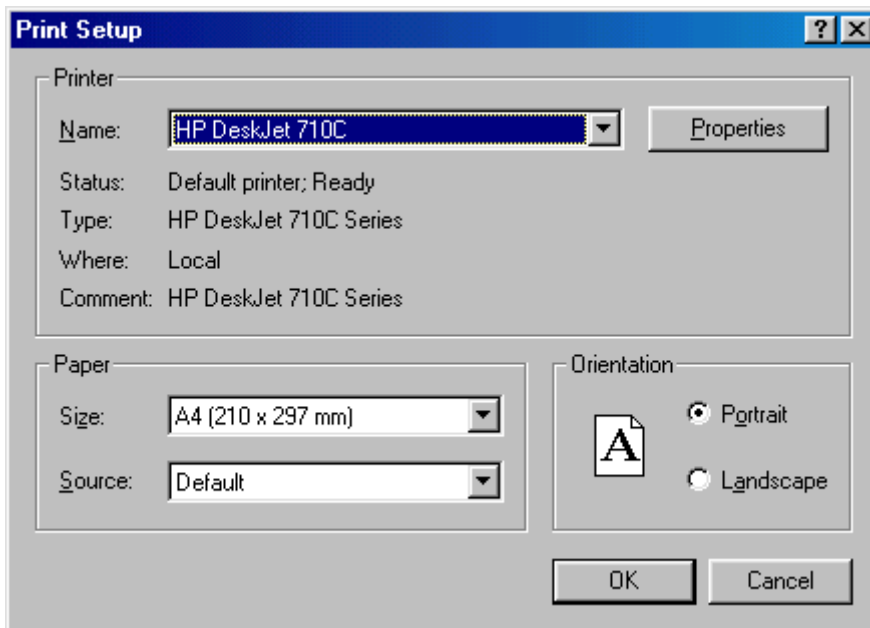 Print Setup
Printer
Name: HP DeskJet 710C Properties
Status: Default printer; Ready
Type: HP DeskJet 710C Series
Where: Local
Comment: HP DeskJet 710C Series
Paper
Size: A4 (210 x 297 mm)
Source: Default
Orientation
A
Portrait
Landscape
OK Cancel